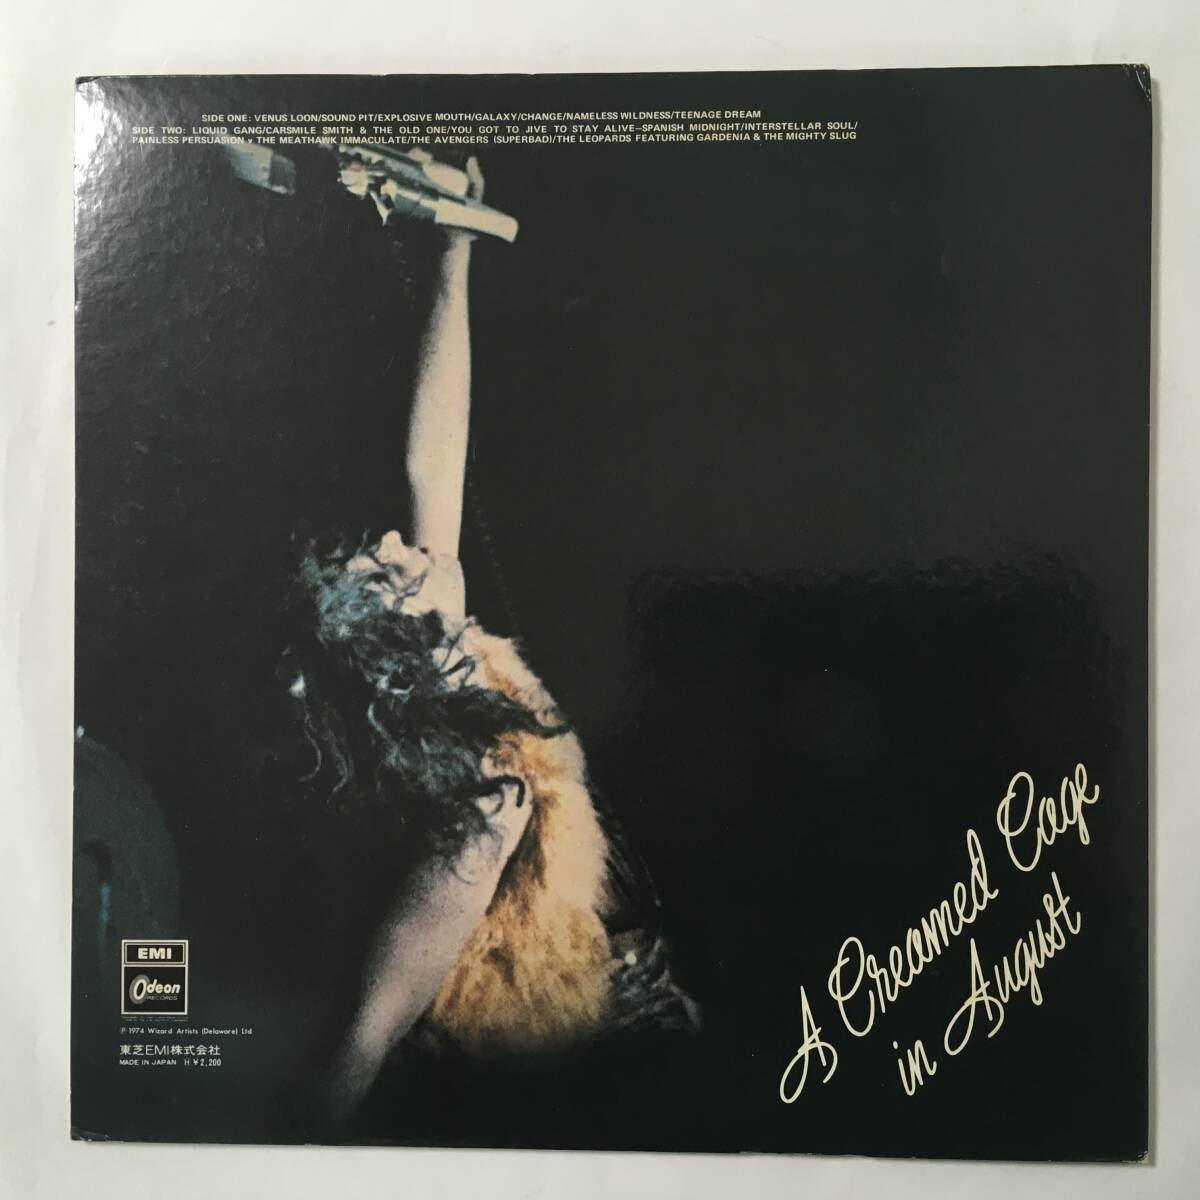 SIDE ONE: VENUS LOON/SOUND PIT/EXPLOSIVE MOUTH/GALAXY/CHANGE/NAMELESS WILDNESS/TEENAGE DREAM
SIDE TWO: LIQUID GANG/CARSMILE SMITH & THE OLD ONE/YOU GOT TO JIVE TO STAY ALIVE—SPANISH MIDNIGHT/INTERSTELLAR SOUL/
PAINLESS PERSUASION v THE MEATHAWK IMMACULATE/THE AVENGERS (SUPERBAD)/THE LEOPARDS FEATURING GARDENIA & THE MIGHTY SLUG
A Creamed Cage
in August
EMI
Odeon
RECORDS
℗ 1974 Wizard Artists (Delaware) Ltd
東芝EMI株式会社
MADE IN JAPAN H ¥2,200